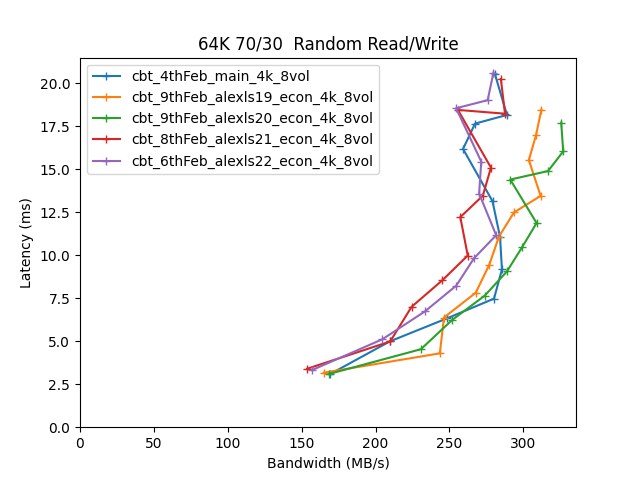 64K 70/30  Random Read/Write
cbt_4thFeb_main_4k_8vol
cbt_9thFeb_alexls19_econ_4k_8vol
cbt_9thFeb_alexls20_econ_4k_8vol
cbt_8thFeb_alexls21_econ_4k_8vol
cbt_6thFeb_alexls22_econ_4k_8vol
Latency (ms)
20.0
17.5
15.0
12.5
10.0
7.5
5.0
2.5
0.0
0 50 100 150 200 250 300
Bandwidth (MB/s)